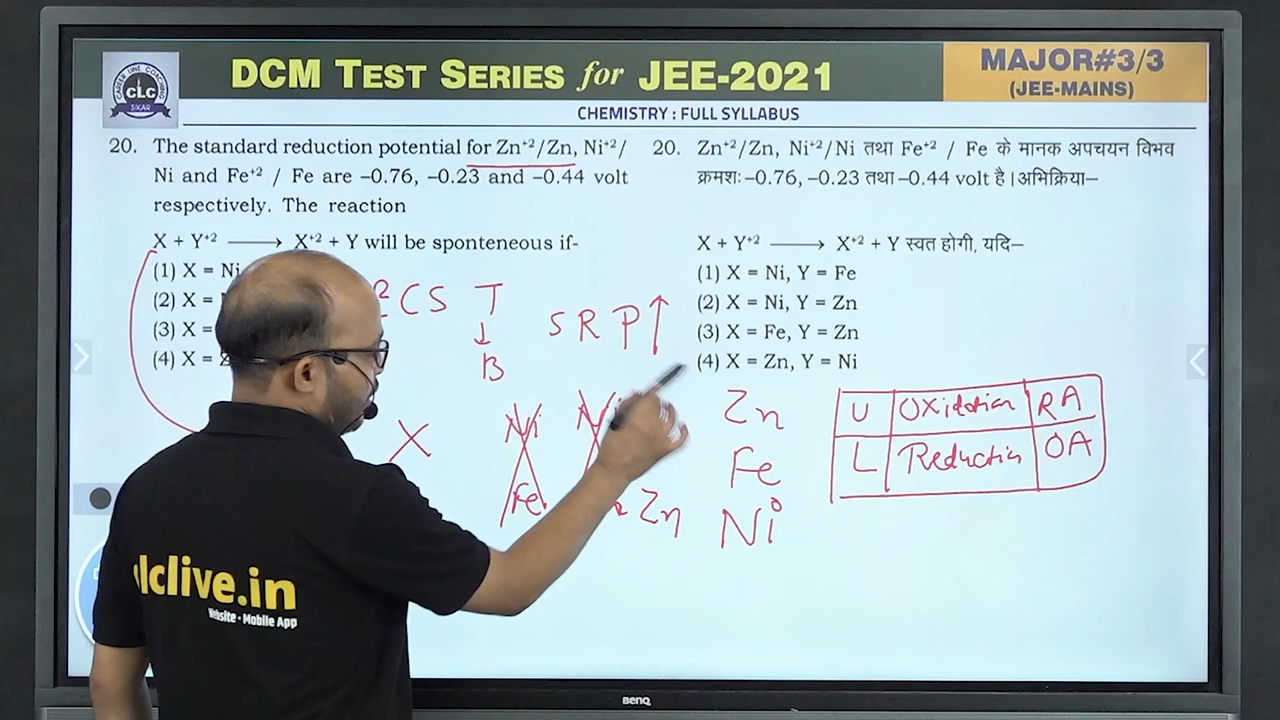 CAREER LINE COACHING
CLC
SIKAR
DCM TEST SERIES for JEE-2021
MAJOR#3/3
(JEE-MAINS)
CHEMISTRY : FULL SYLLABUS
20. The standard reduction potential for Zn⁺²/Zn, Ni⁺²/
Ni and Fe⁺² / Fe are –0.76, –0.23 and –0.44 volt
respectively. The reaction
X + Y⁺² ⟶ X⁺² + Y will be sponteneous if-
(1) X = Ni
(2) X =
(3) X =
(4) X =
20. Zn⁺²/Zn, Ni⁺²/Ni तथा Fe⁺² / Fe के मानक अपचयन विभव
क्रमशः –0.76, –0.23 तथा –0.44 volt है। अभिक्रिया–
X + Y⁺² ⟶ X⁺² + Y स्वत होगी, यदि–
(1) X = Ni, Y = Fe
(2) X = Ni, Y = Zn
(3) X = Fe, Y = Zn
(4) X = Zn, Y = Ni
CS T
↓
B
SRP↑
X
Ni
Fe
Zn
Zn
Fe
Ni
U Oxidation RA
L Reduction OA
clclive.in
Website • Mobile App
BenQ